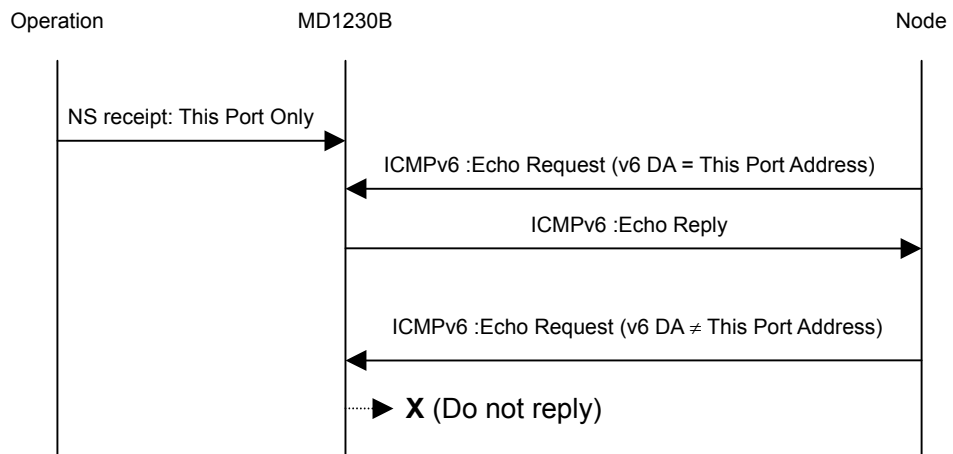 Operation
MD1230B
Node
NS receipt: This Port Only
ICMPv6 :Echo Request (v6 DA = This Port Address)
ICMPv6 :Echo Reply
ICMPv6 :Echo Request (v6 DA ≠ This Port Address)
X (Do not reply)